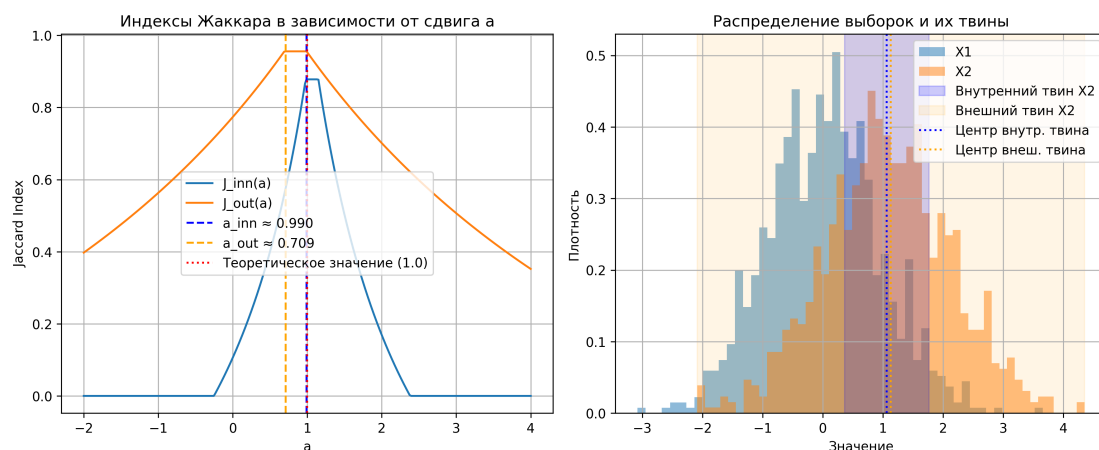 Индексы Жаккара в зависимости от сдвига a
1.0
0.8
0.6
0.4
0.2
0.0
Jaccard Index
J_inn(a)
J_out(a)
a_inn ≈ 0.990
a_out ≈ 0.709
Теоретическое значение (1.0)
−2 −1 0 1 2 3 4
a
Распределение выборок и их твины
0.5
0.4
0.3
0.2
0.1
0.0
Плотность
X1
X2
Внутренний твин X2
Внешний твин X2
Центр внутр. твина
Центр внеш. твина
−3 −2 −1 0 1 2 3 4
Значение